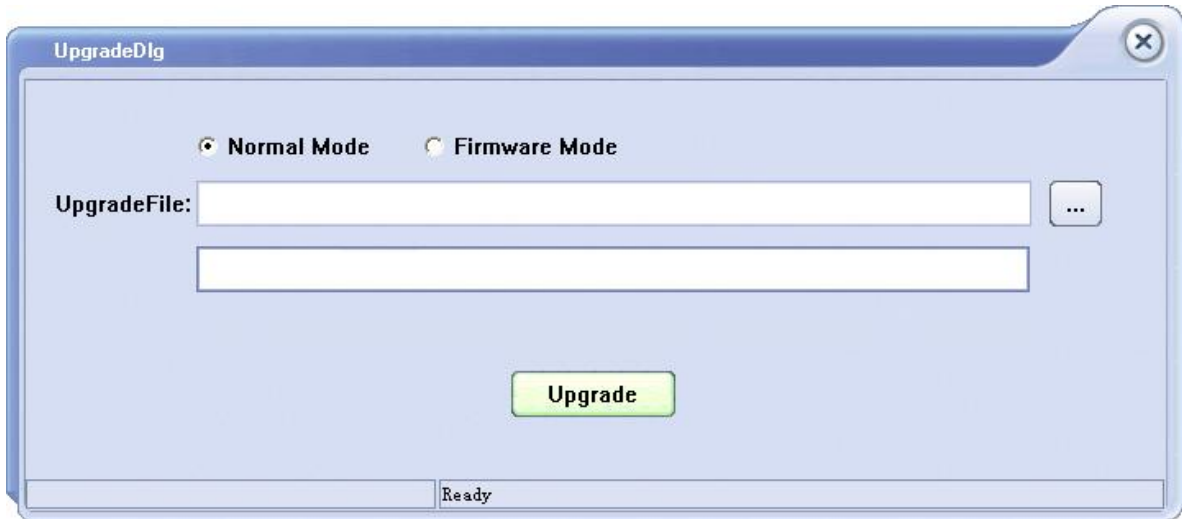 UpgradeDlg
Normal Mode Firmware Mode
UpgradeFile: ...
Upgrade
Ready